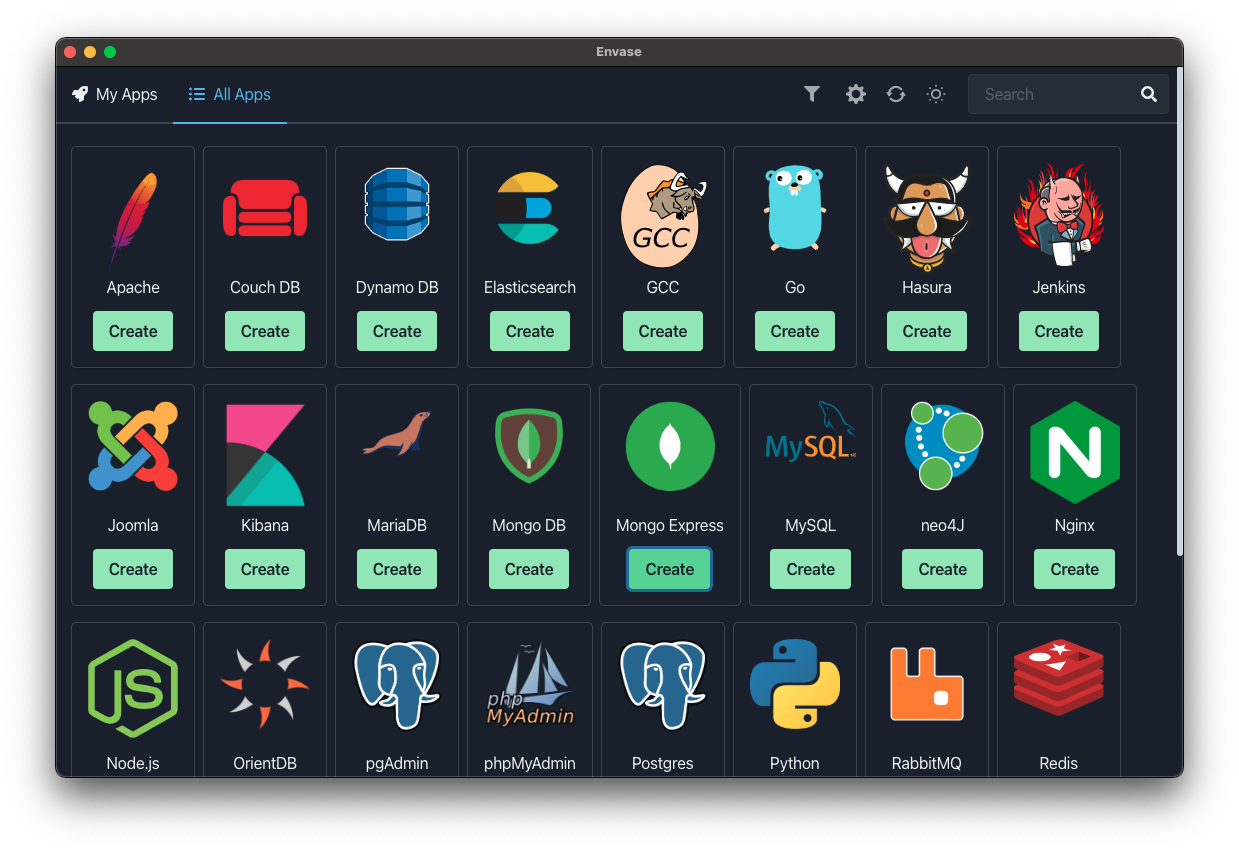 Envase
My Apps
All Apps
Search
GCC
Apache
Couch DB
Dynamo DB
Elasticsearch
GCC
Go
Hasura
Jenkins
Create
Create
Create
Create
Create
Create
Create
Create
MySQL
N
Joomla
Kibana
MariaDB
Mongo DB
Mongo Express
MySQL
neo4J
Nginx
Create
Create
Create
Create
Create
Create
Create
Create
JS
php
MyAdmin
Node.js
OrientDB
pgAdmin
phpMyAdmin
Postgres
Python
RabbitMQ
Redis